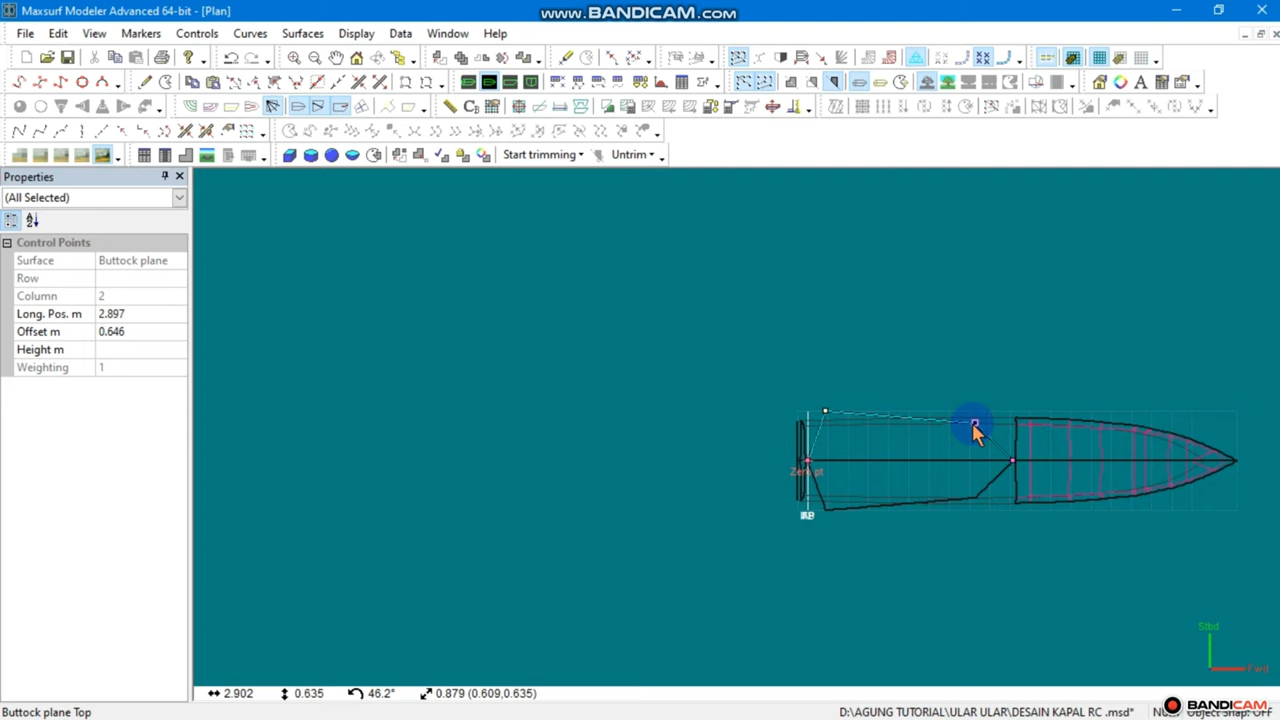 Maxsurf Modeler Advanced 64-bit - [Plan]
www.BANDICAM.com
File Edit View Markers Controls Curves Surfaces Display Data Window Help
Start trimming Untrim
Properties
(All Selected)
Control Points
Surface Buttock plane
Row
Column 2
Long. Pos. m 2.897
Offset m 0.646
Height m
Weighting 1
Stbd
Fwd
2.902 0.635 46.2° 0.879 (0.609,0.635)
Buttock plane Top D:\AGUNG TUTORIAL\ULAR ULAR\DESAIN KAPAL RC .msd* Object Snap: OFF
BANDICAM